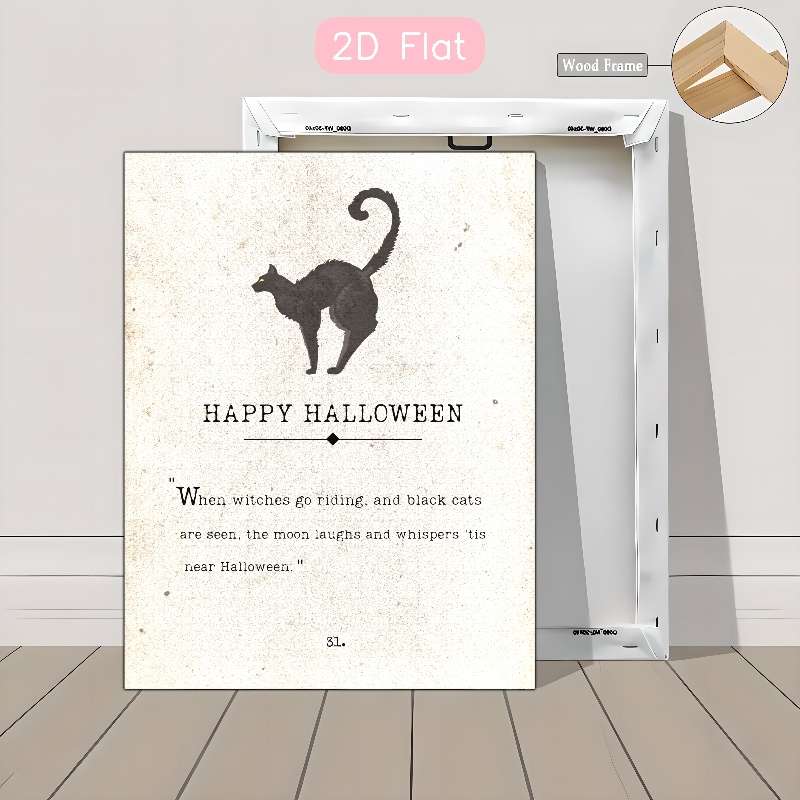 2D Flat
Wood Frame
HAPPY HALLOWEEN
"When witches go riding, and black cats
are seen, the moon laughs and whispers 'tis
near Halloween."
31.